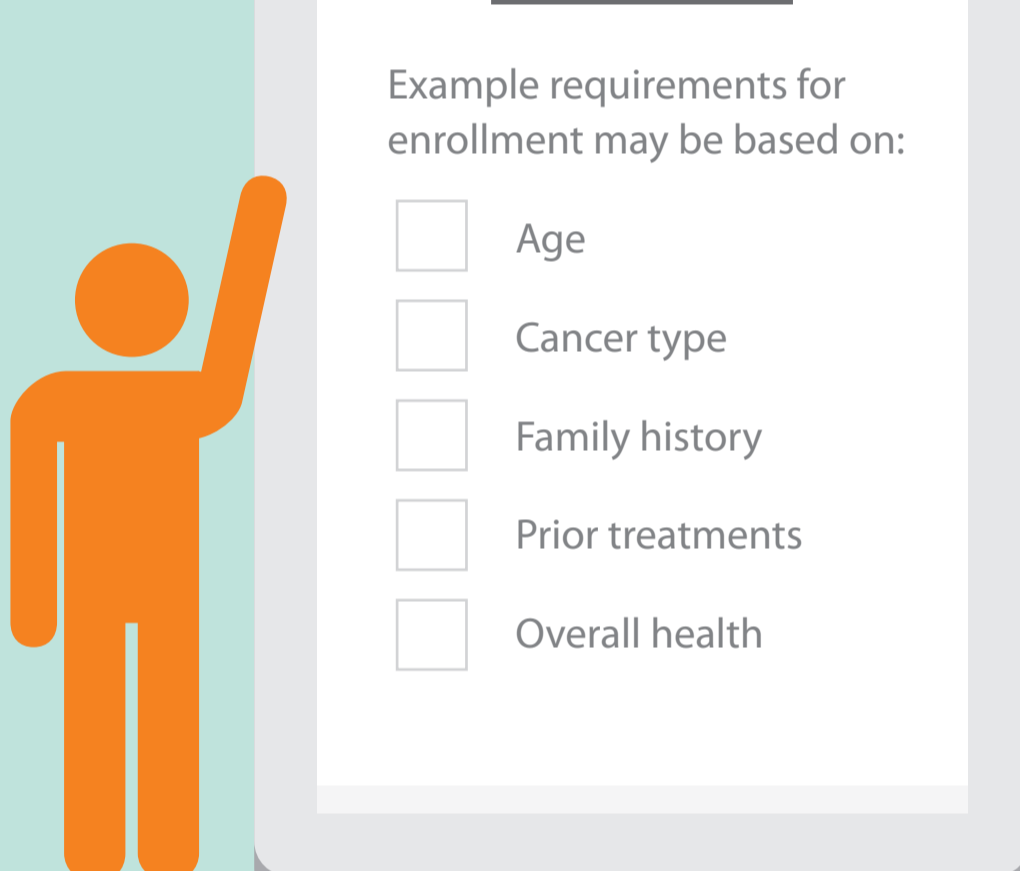 Example requirements for
enrollment may be based on:
Age
Cancer type
Family history
Prior treatments
Overall health